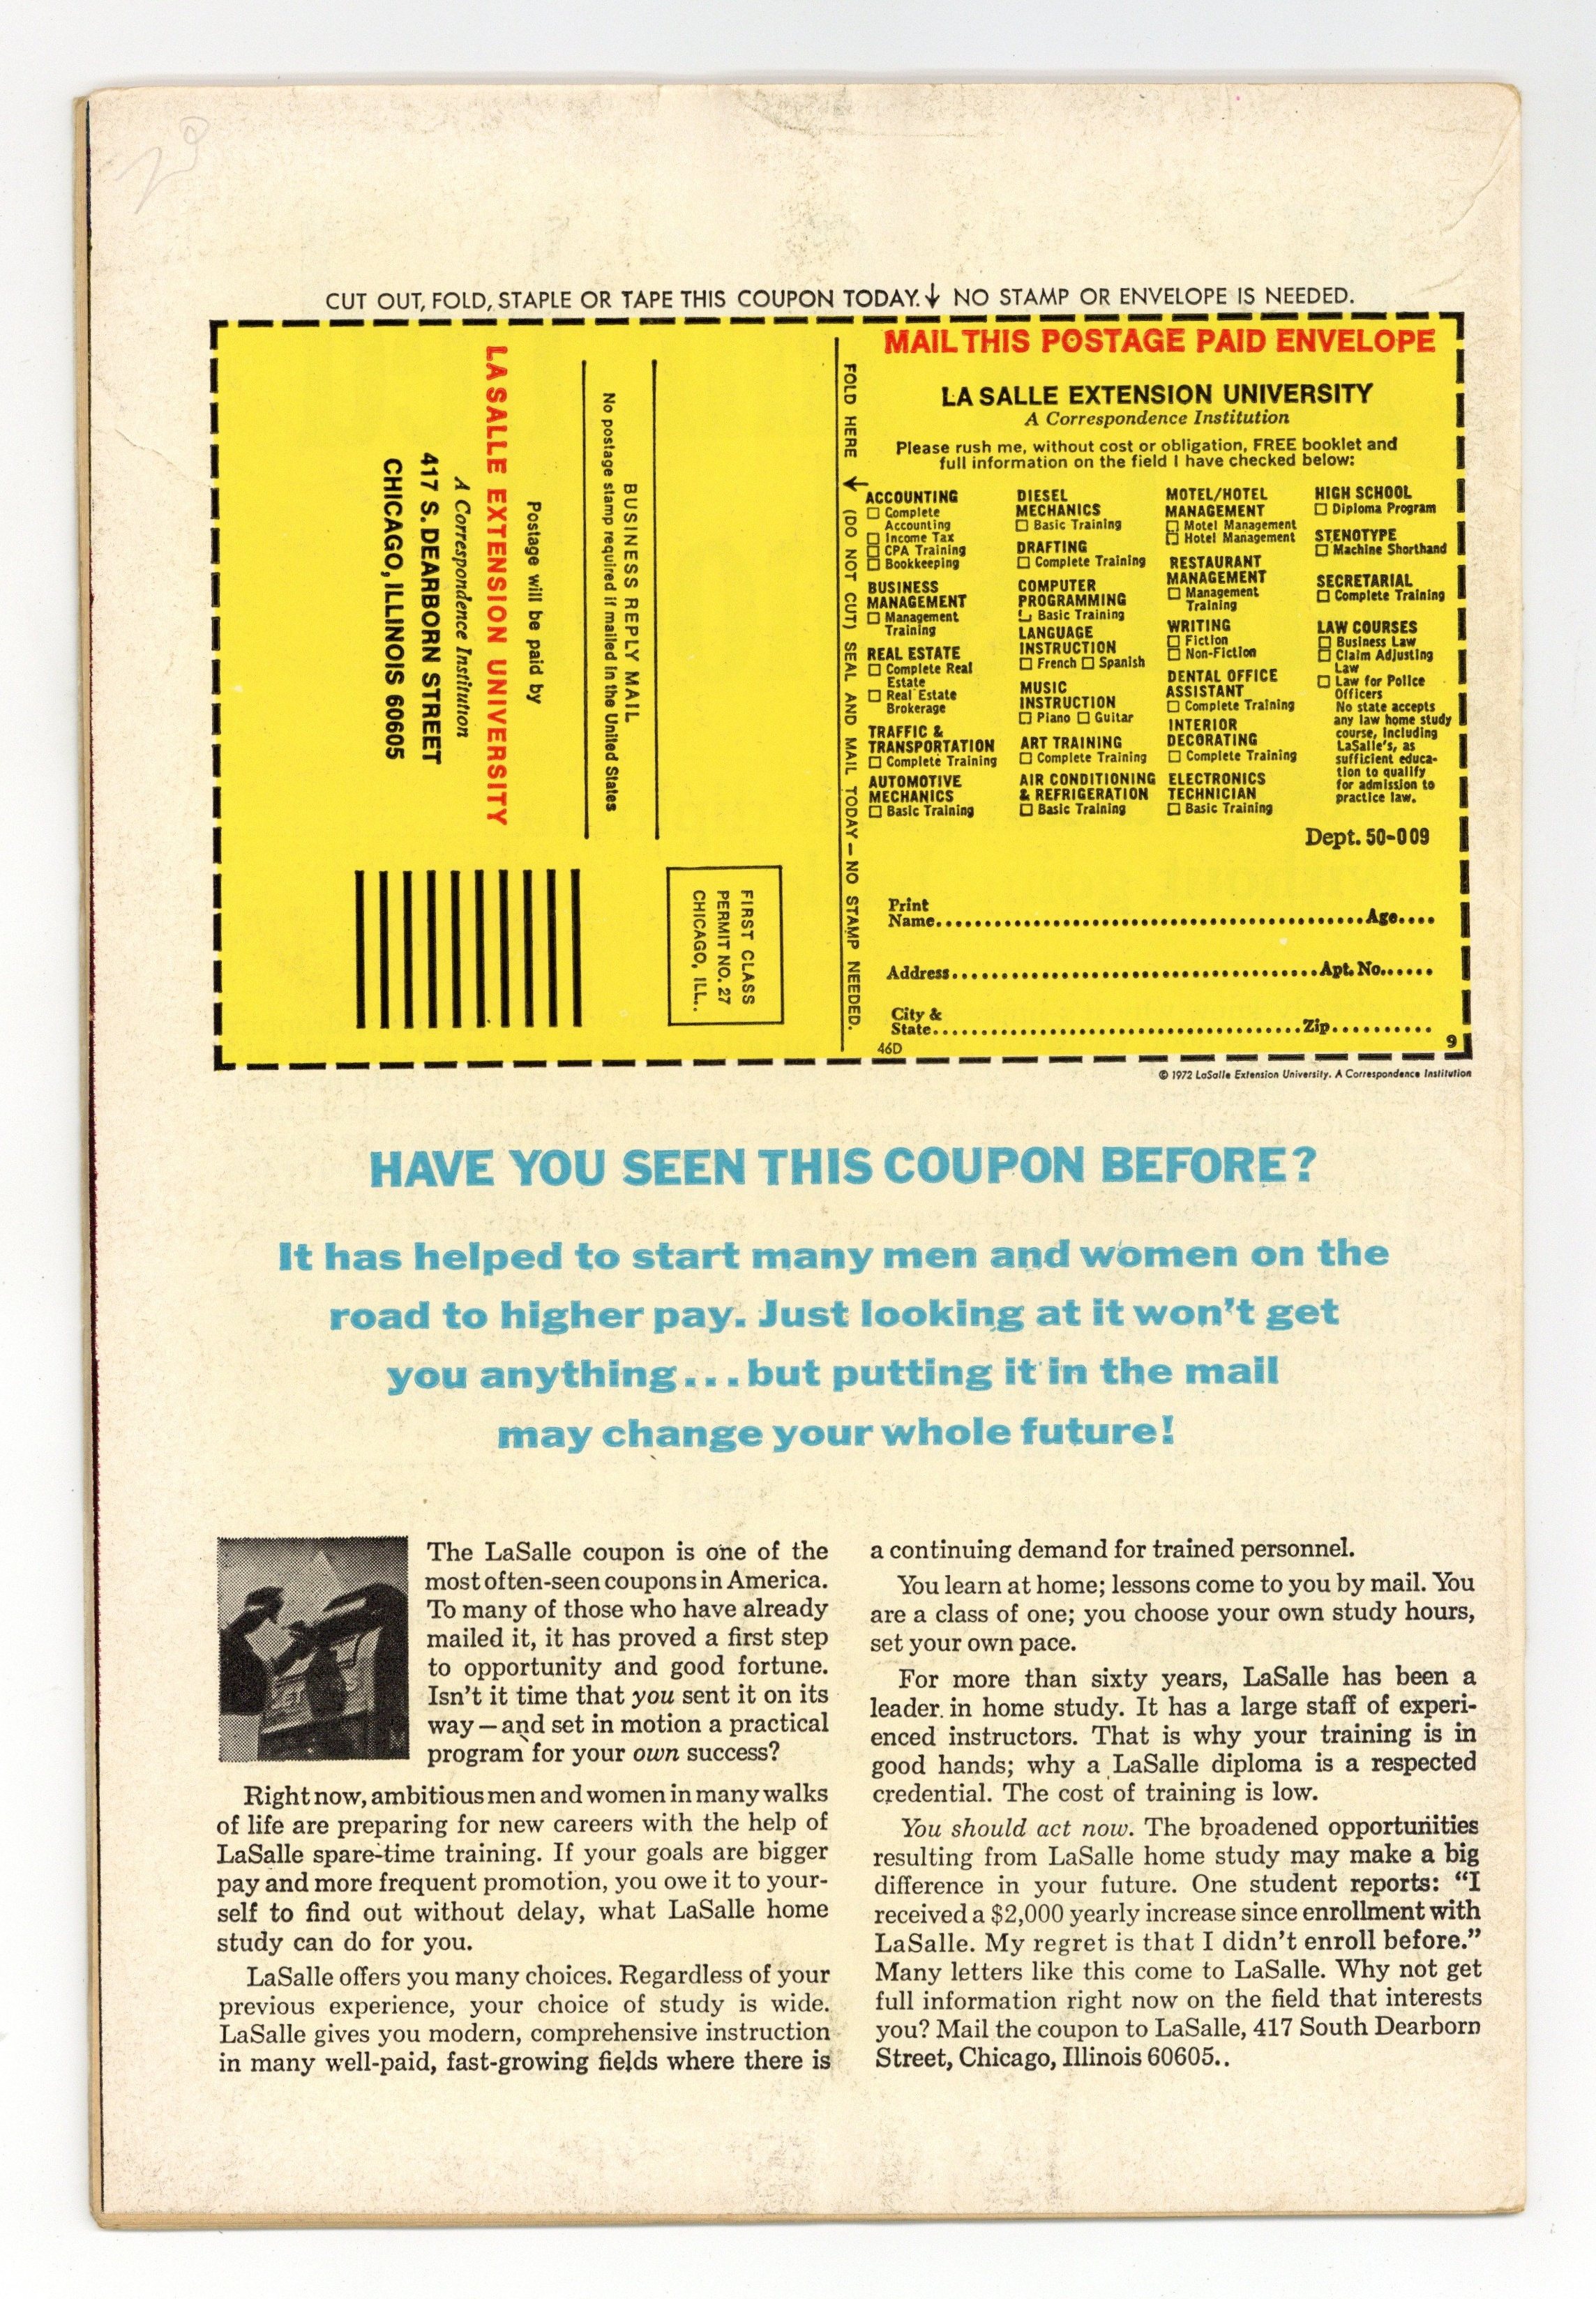 CUT OUT, FOLD, STAPLE OR TAPE THIS COUPON TODAY.↓ NO STAMP OR ENVELOPE IS NEEDED.
LA SALLE EXTENSION UNIVERSITY
A Correspondence Institution
417 S. DEARBORN STREET
CHICAGO, ILLINOIS 60605
Postage will be paid by
BUSINESS REPLY MAIL
No postage stamp required if mailed in the United States
FIRST CLASS
PERMIT NO. 27
CHICAGO, ILL..
FOLD HERE ↓ (DO NOT CUT) SEAL AND MAIL TODAY — NO STAMP NEEDED.
MAIL THIS POSTAGE PAID ENVELOPE
LA SALLE EXTENSION UNIVERSITY
A Correspondence Institution
Please rush me, without cost or obligation, FREE booklet and
full information on the field I have checked below:
ACCOUNTING
□ Complete
Accounting
□ Income Tax
□ CPA Training
□ Bookkeeping
BUSINESS
MANAGEMENT
□ Management
Training
REAL ESTATE
□ Complete Real
Estate
□ Real Estate
Brokerage
TRAFFIC &
TRANSPORTATION
□ Complete Training
AUTOMOTIVE
MECHANICS
□ Basic Training
DIESEL
MECHANICS
□ Basic Training
DRAFTING
□ Complete Training
COMPUTER
PROGRAMMING
□ Basic Training
LANGUAGE
INSTRUCTION
□ French □ Spanish
MUSIC
INSTRUCTION
□ Piano □ Guitar
ART TRAINING
□ Complete Training
AIR CONDITIONING
& REFRIGERATION
□ Basic Training
MOTEL/HOTEL
MANAGEMENT
□ Motel Management
□ Hotel Management
RESTAURANT
MANAGEMENT
□ Management
Training
WRITING
□ Fiction
□ Non-Fiction
DENTAL OFFICE
ASSISTANT
□ Complete Training
INTERIOR
DECORATING
□ Complete Training
ELECTRONICS
TECHNICIAN
□ Basic Training
HIGH SCHOOL
□ Diploma Program
STENOTYPE
□ Machine Shorthand
SECRETARIAL
□ Complete Training
LAW COURSES
□ Business Law
□ Claim Adjusting
Law
□ Law for Police
Officers
No state accepts
any law home study
course, including
LaSalle's, as
sufficient educa-
tion to qualify
for admission to
practice law.
Dept. 50-009
Print
Name.......... Age....
Address.......... Apt. No......
City &
State.......... Zip..........
46D
9
© 1972 LaSalle Extension University. A Correspondence Institution
HAVE YOU SEEN THIS COUPON BEFORE?
It has helped to start many men and women on the
road to higher pay. Just looking at it won't get
you anything...but putting it in the mail
may change your whole future!
The LaSalle coupon is one of the
most often-seen coupons in America.
To many of those who have already
mailed it, it has proved a first step
to opportunity and good fortune.
Isn't it time that you sent it on its
way—and set in motion a practical
program for your own success?
Right now, ambitious men and women in many walks
of life are preparing for new careers with the help of
LaSalle spare-time training. If your goals are bigger
pay and more frequent promotion, you owe it to your-
self to find out without delay, what LaSalle home
study can do for you.
LaSalle offers you many choices. Regardless of your
previous experience, your choice of study is wide.
LaSalle gives you modern, comprehensive instruction
in many well-paid, fast-growing fields where there is
a continuing demand for trained personnel.
You learn at home; lessons come to you by mail. You
are a class of one; you choose your own study hours,
set your own pace.
For more than sixty years, LaSalle has been a
leader in home study. It has a large staff of experi-
enced instructors. That is why your training is in
good hands; why a LaSalle diploma is a respected
credential. The cost of training is low.
You should act now. The broadened opportunities
resulting from LaSalle home study may make a big
difference in your future. One student reports: "I
received a $2,000 yearly increase since enrollment with
LaSalle. My regret is that I didn't enroll before."
Many letters like this come to LaSalle. Why not get
full information right now on the field that interests
you? Mail the coupon to LaSalle, 417 South Dearborn
Street, Chicago, Illinois 60605..